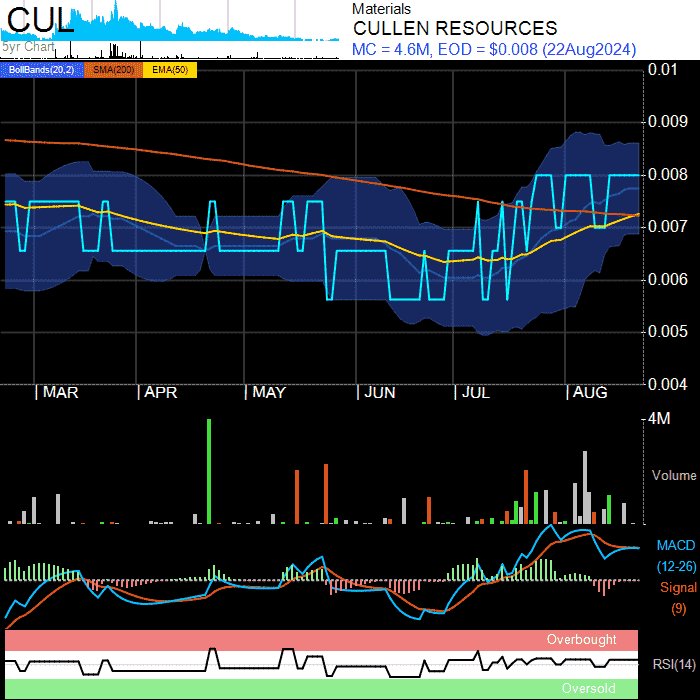 CUL
5yr Chart
Materials
CULLEN RESOURCES
MC = 4.6M, EOD = $0.008 (22Aug2024)
BollBands(20,2) SMA(200) EMA(50)
0.01
0.009
0.008
0.007
0.006
0.005
0.004
| MAR | APR | MAY | JUN | JUL | AUG
4M
Volume
MACD
(12-26)
Signal
(9)
Overbought
RSI(14)
Oversold